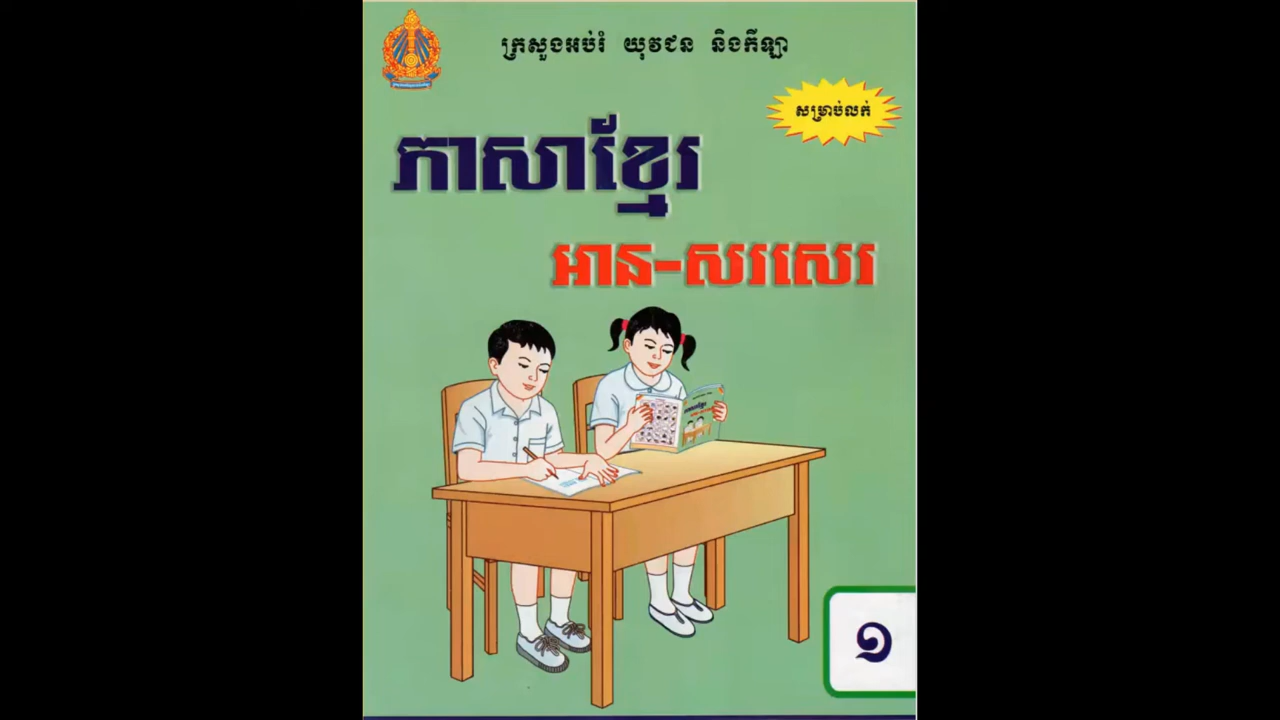 ក្រសួងអប់រំ យុវជន និងកីឡា
សម្រាប់លក់
ភាសាខ្មែរ
អាន-សរសេរ
១